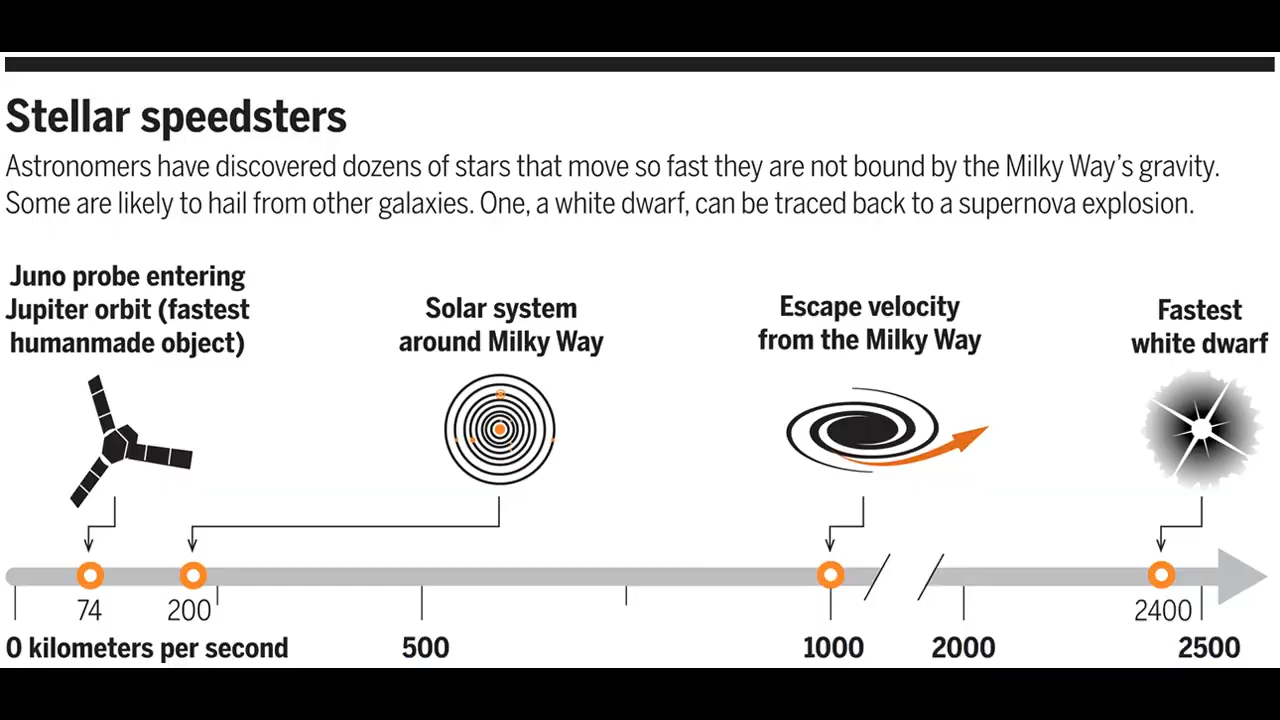 Stellar speedsters
Astronomers have discovered dozens of stars that move so fast they are not bound by the Milky Way’s gravity.
Some are likely to hail from other galaxies. One, a white dwarf, can be traced back to a supernova explosion.
Juno probe entering
Jupiter orbit (fastest
humanmade object)
Solar system
around Milky Way
Escape velocity
from the Milky Way
Fastest
white dwarf
74
200
2400
0 kilometers per second
500
1000
2000
2500